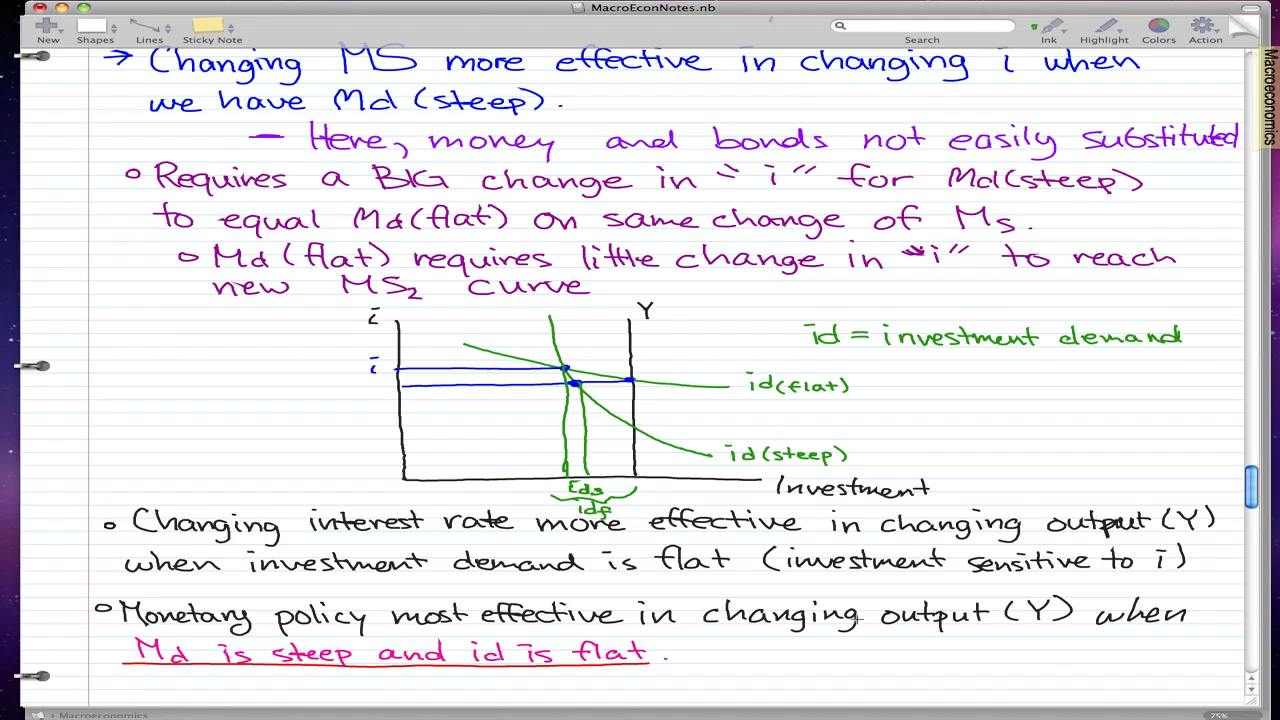 MacroEconNotes.nb
New Shapes Lines Sticky Note Search Ink Highlight Colors Action
Macroeconomics
→ Changing MS more effective in changing i when
we have Md (steep).
— Here, money and bonds not easily substituted
o Requires a BIG change in "i" for Md(steep)
to equal Md(flat) on same change of Ms.
o Md (flat) requires little change in "i" to reach
new MS2 curve
i Y
id = investment demand
i
id(flat)
id(steep)
Investment
Ids
idf
o Changing interest rate more effective in changing output (Y)
when investment demand is flat (investment sensitive to i)
o Monetary policy most effective in changing output (Y) when
Md is steep and id is flat.
Macroeconomics
75%